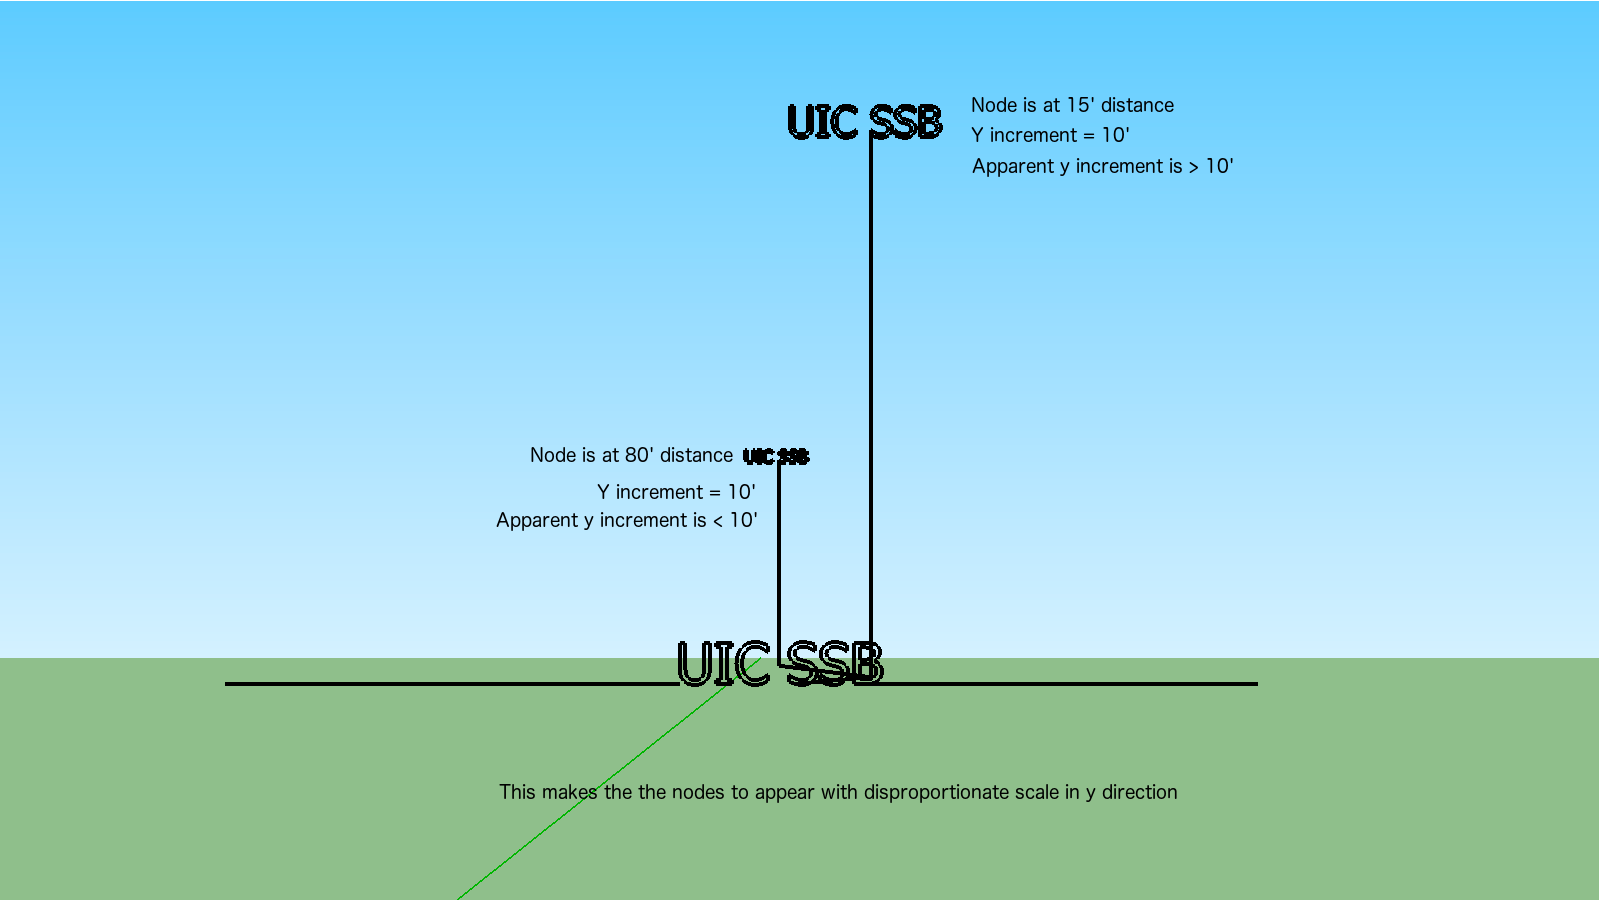 UIC SSB
Node is at 15' distance
Y increment = 10'
Apparent y increment is > 10'
Node is at 80' distance
UIC SSB
Y increment = 10'
Apparent y increment is < 10'
UIC SSB
This makes the the nodes to appear with disproportionate scale in y direction